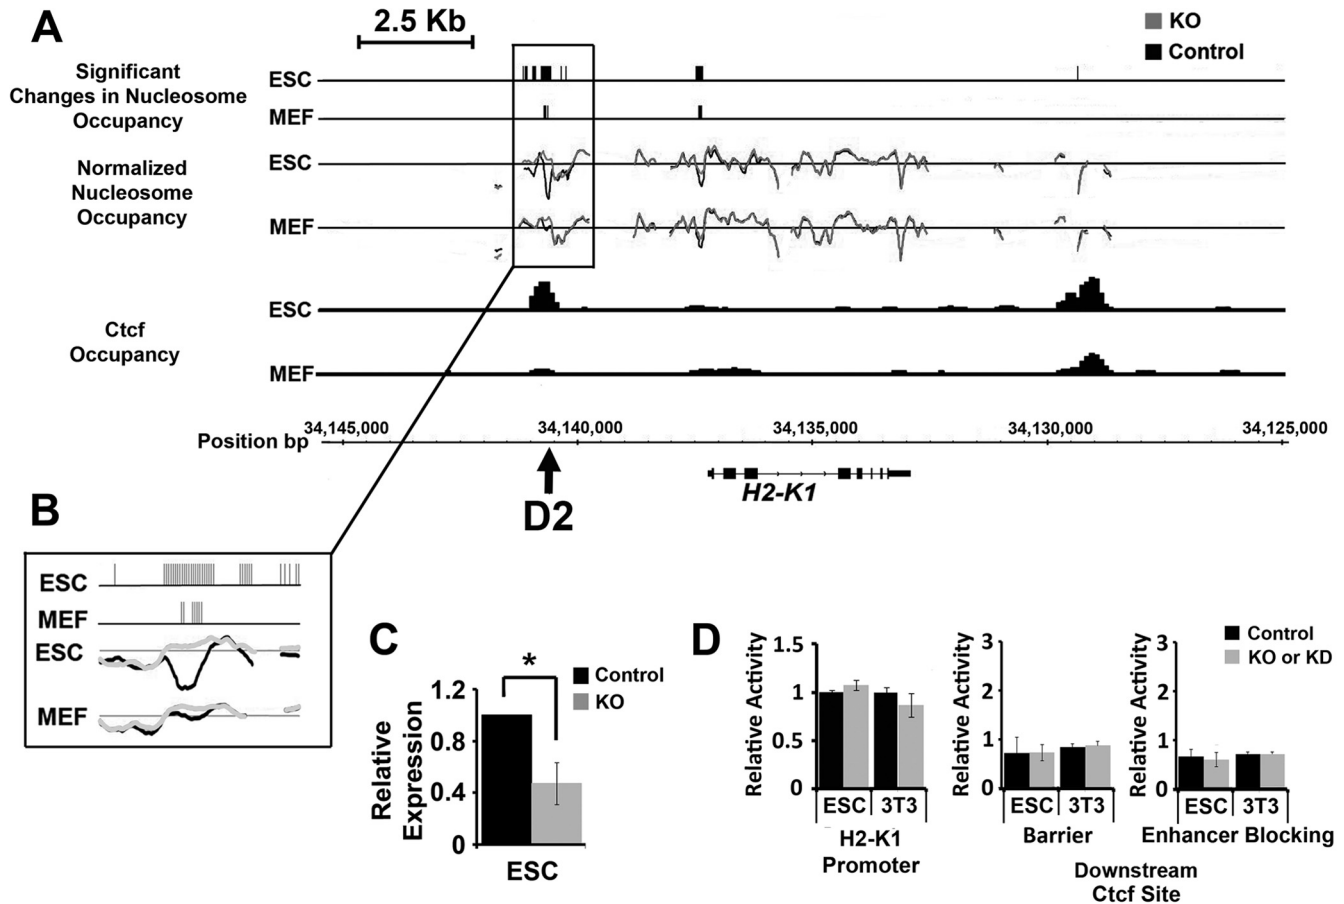 A
2.5 Kb
KO
Control
Significant
Changes in Nucleosome
Occupancy
ESC
MEF
Normalized
Nucleosome
Occupancy
ESC
MEF
Ctcf
Occupancy
ESC
MEF
Position bp
34,145,000 34,140,000 34,135,000 34,130,000 34,125,000
D2
H2-K1
B
ESC
MEF
ESC
MEF
C
Relative
Expression
1.2
0.8
0.4
0
*
Control
KO
ESC
D
Relative Activity
1.5
1
0.5
0
ESC 3T3
H2-K1
Promoter
Relative Activity
3
2
1
0
ESC 3T3
Barrier
Relative Activity
3
2
1
0
ESC 3T3
Enhancer Blocking
Downstream
Ctcf Site
Control
KO or KD